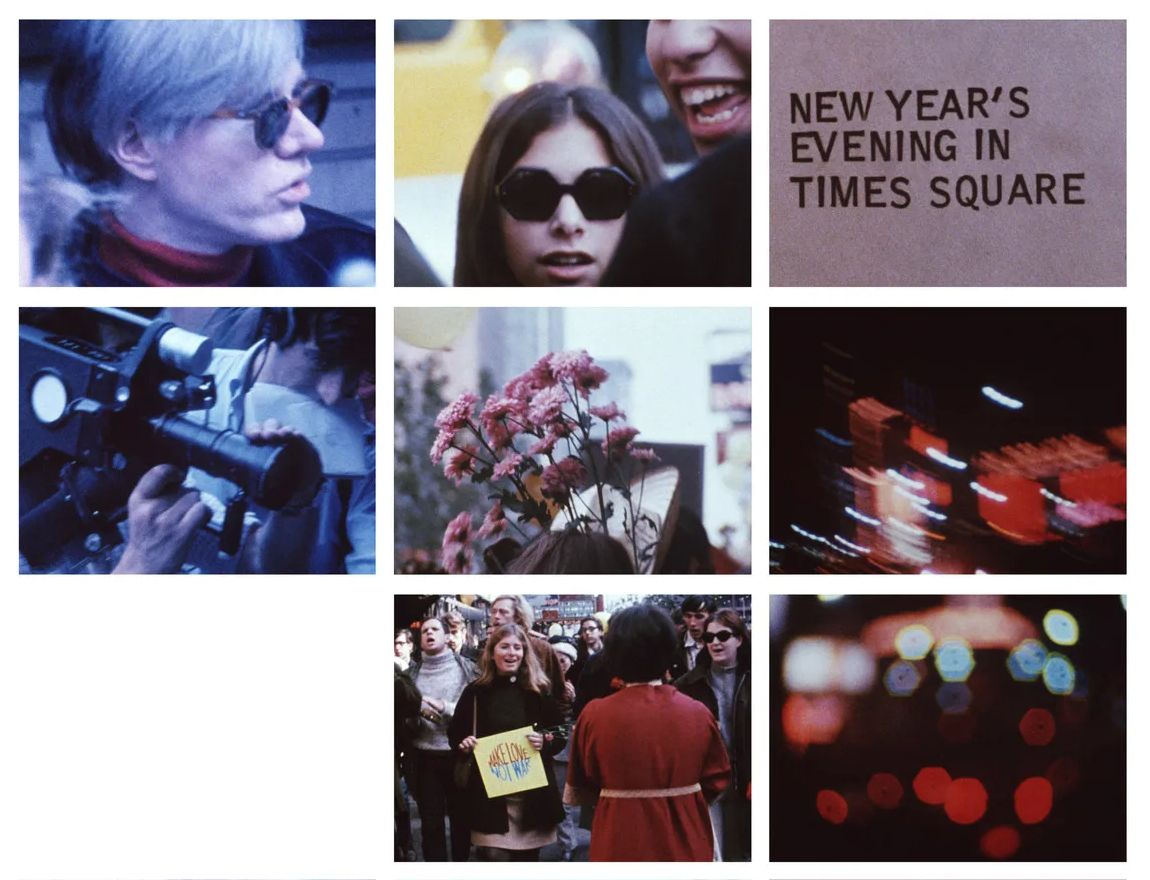 NEW YEAR'S
EVENING IN
TIMES SQUARE
MAKE LOVE
NOT WAR